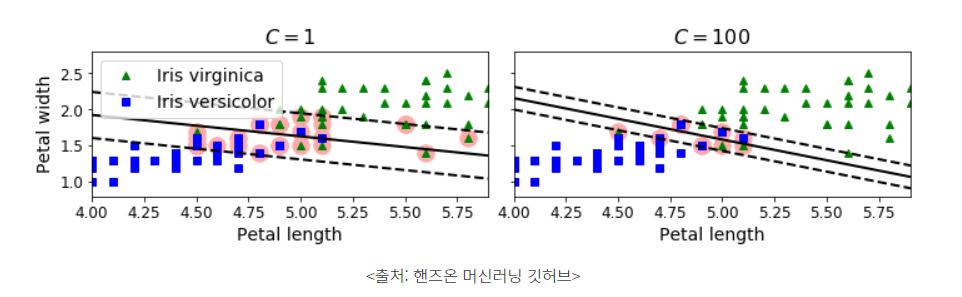 C = 1
C = 100
Petal width
2.5
2.0
1.5
1.0
Iris virginica
Iris versicolor
4.00 4.25 4.50 4.75 5.00 5.25 5.50 5.75
Petal length
4.00 4.25 4.50 4.75 5.00 5.25 5.50 5.75
Petal length
<출처: 핸즈온 머신러닝 깃허브>